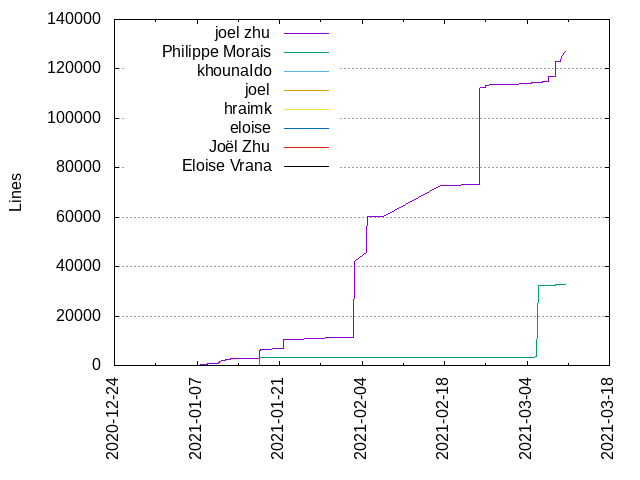 140000
120000
100000
80000
60000
40000
20000
0
Lines
joel zhu
Philippe Morais
khounaldo
joel
hraimk
eloise
Joël Zhu
Eloise Vrana
2020-12-24
2021-01-07
2021-01-21
2021-02-04
2021-02-18
2021-03-04
2021-03-18